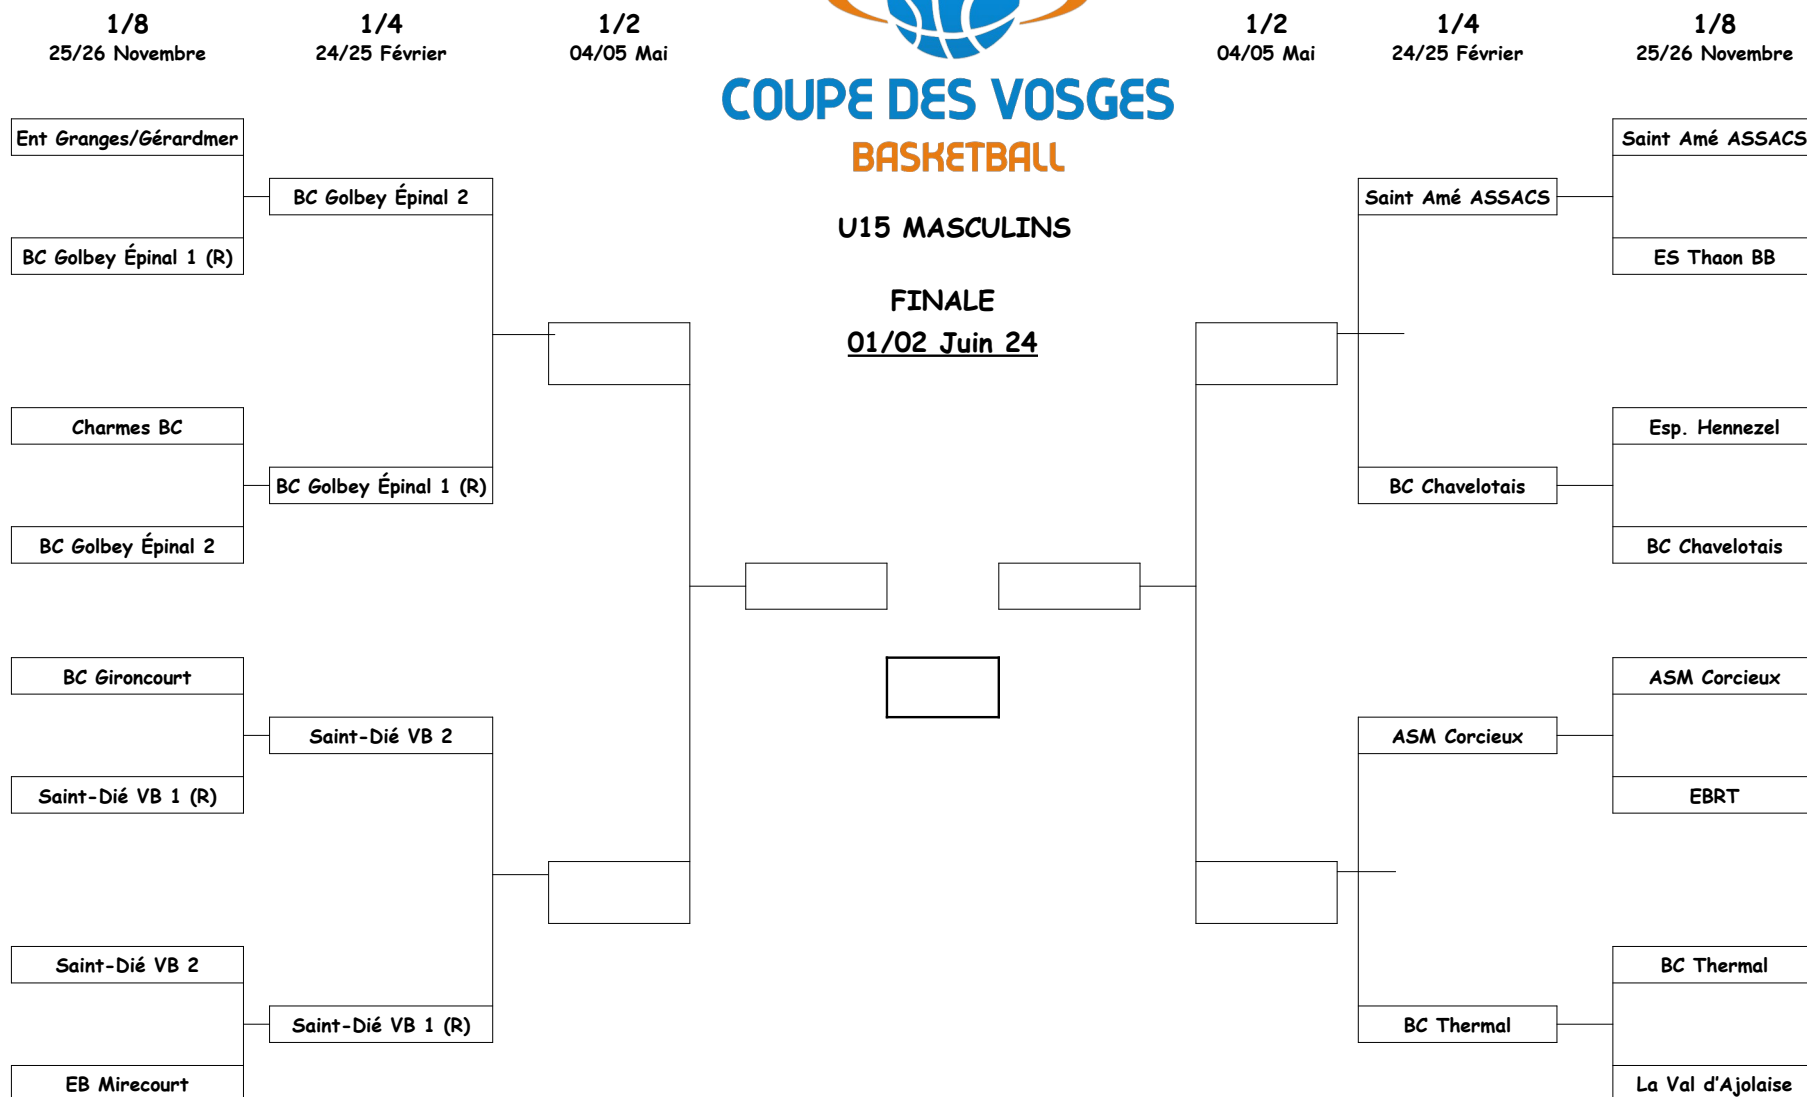 1/8
25/26 Novembre
1/4
24/25 Février
1/2
04/05 Mai
1/2
04/05 Mai
1/4
24/25 Février
1/8
25/26 Novembre
COUPE DES VOSGES
BASKETBALL
U15 MASCULINS
FINALE
01/02 Juin 24
Ent Granges/Gérardmer
BC Golbey Épinal 1 (R)
Charmes BC
BC Golbey Épinal 2
BC Gironcourt
Saint-Dié VB 1 (R)
Saint-Dié VB 2
EB Mirecourt
BC Golbey Épinal 2
BC Golbey Épinal 1 (R)
Saint-Dié VB 2
Saint-Dié VB 1 (R)
Saint Amé ASSACS
BC Chavelotais
ASM Corcieux
BC Thermal
Saint Amé ASSACS
ES Thaon BB
Esp. Hennezel
BC Chavelotais
ASM Corcieux
EBRT
BC Thermal
La Val d'Ajolaise